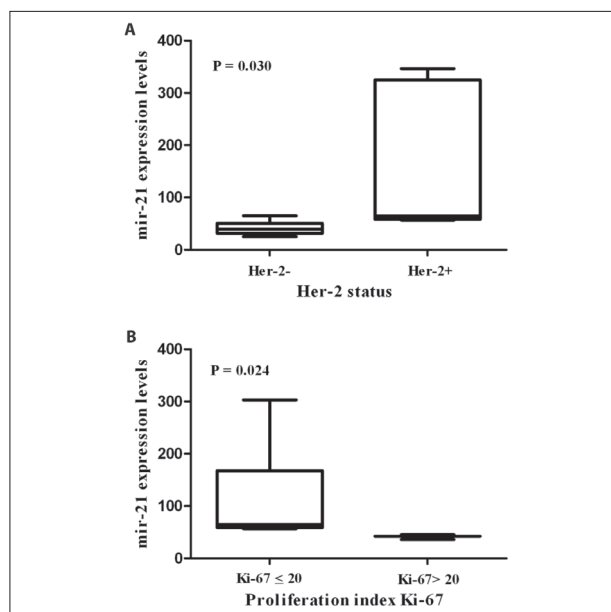 A
400
300
200
100
0
mir-21 expression levels
P = 0.030
Her-2-
Her-2+
Her-2 status
B
400
300
200
100
0
mir-21 expression levels
P = 0.024
Ki-67 ≤ 20
Ki-67> 20
Proliferation index Ki-67